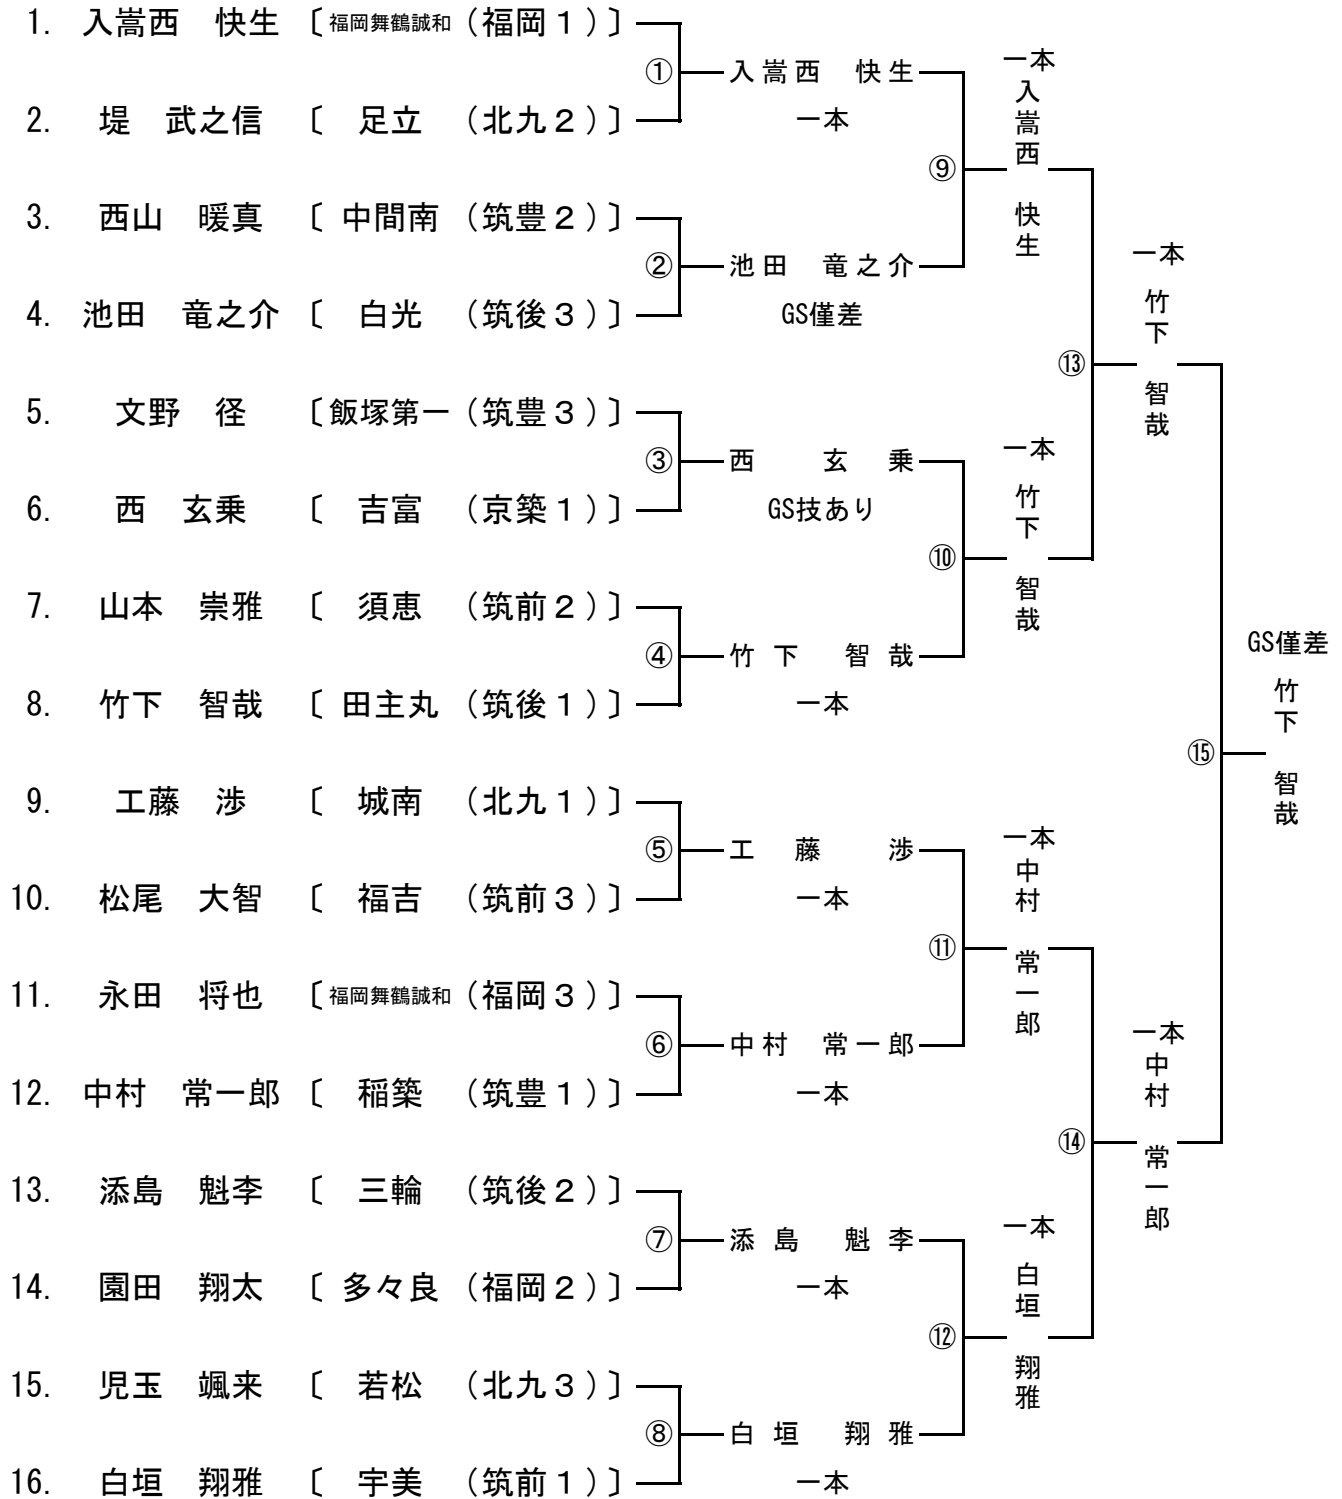 1. 入嵩西 快生 〔福岡舞鶴誠和（福岡１）〕
2. 堤 武之信 〔 足立 （北九２）〕
3. 西山 暖真 〔 中間南 （筑豊２）〕
4. 池田 竜之介 〔 白光 （筑後３）〕
5. 文野 径 〔飯塚第一（筑豊３）〕
6. 西 玄乗 〔 吉富 （京築１）〕
7. 山本 崇雅 〔 須恵 （筑前２）〕
8. 竹下 智哉 〔 田主丸 （筑後１）〕
9. 工藤 渉 〔 城南 （北九１）〕
10. 松尾 大智 〔 福吉 （筑前３）〕
11. 永田 将也 〔福岡舞鶴誠和（福岡３）〕
12. 中村 常一郎 〔 稲築 （筑豊１）〕
13. 添島 魁李 〔 三輪 （筑後２）〕
14. 園田 翔太 〔 多々良 （福岡２）〕
15. 児玉 颯来 〔 若松 （北九３）〕
16. 白垣 翔雅 〔 宇美 （筑前１）〕
① 入嵩西 快生
一本
② 池田 竜之介
GS僅差
③ 西 玄乗
GS技あり
④ 竹下 智哉
一本
⑤ 工藤 渉
一本
⑥ 中村 常一郎
一本
⑦ 添島 魁李
一本
⑧ 白垣 翔雅
一本
⑨
一本
入嵩西 快生
⑩
一本
竹下 智哉
⑪
一本
中村 常一郎
⑫
一本
白垣 翔雅
⑬
一本
竹下 智哉
⑭
一本
中村 常一郎
⑮
GS僅差
竹下 智哉